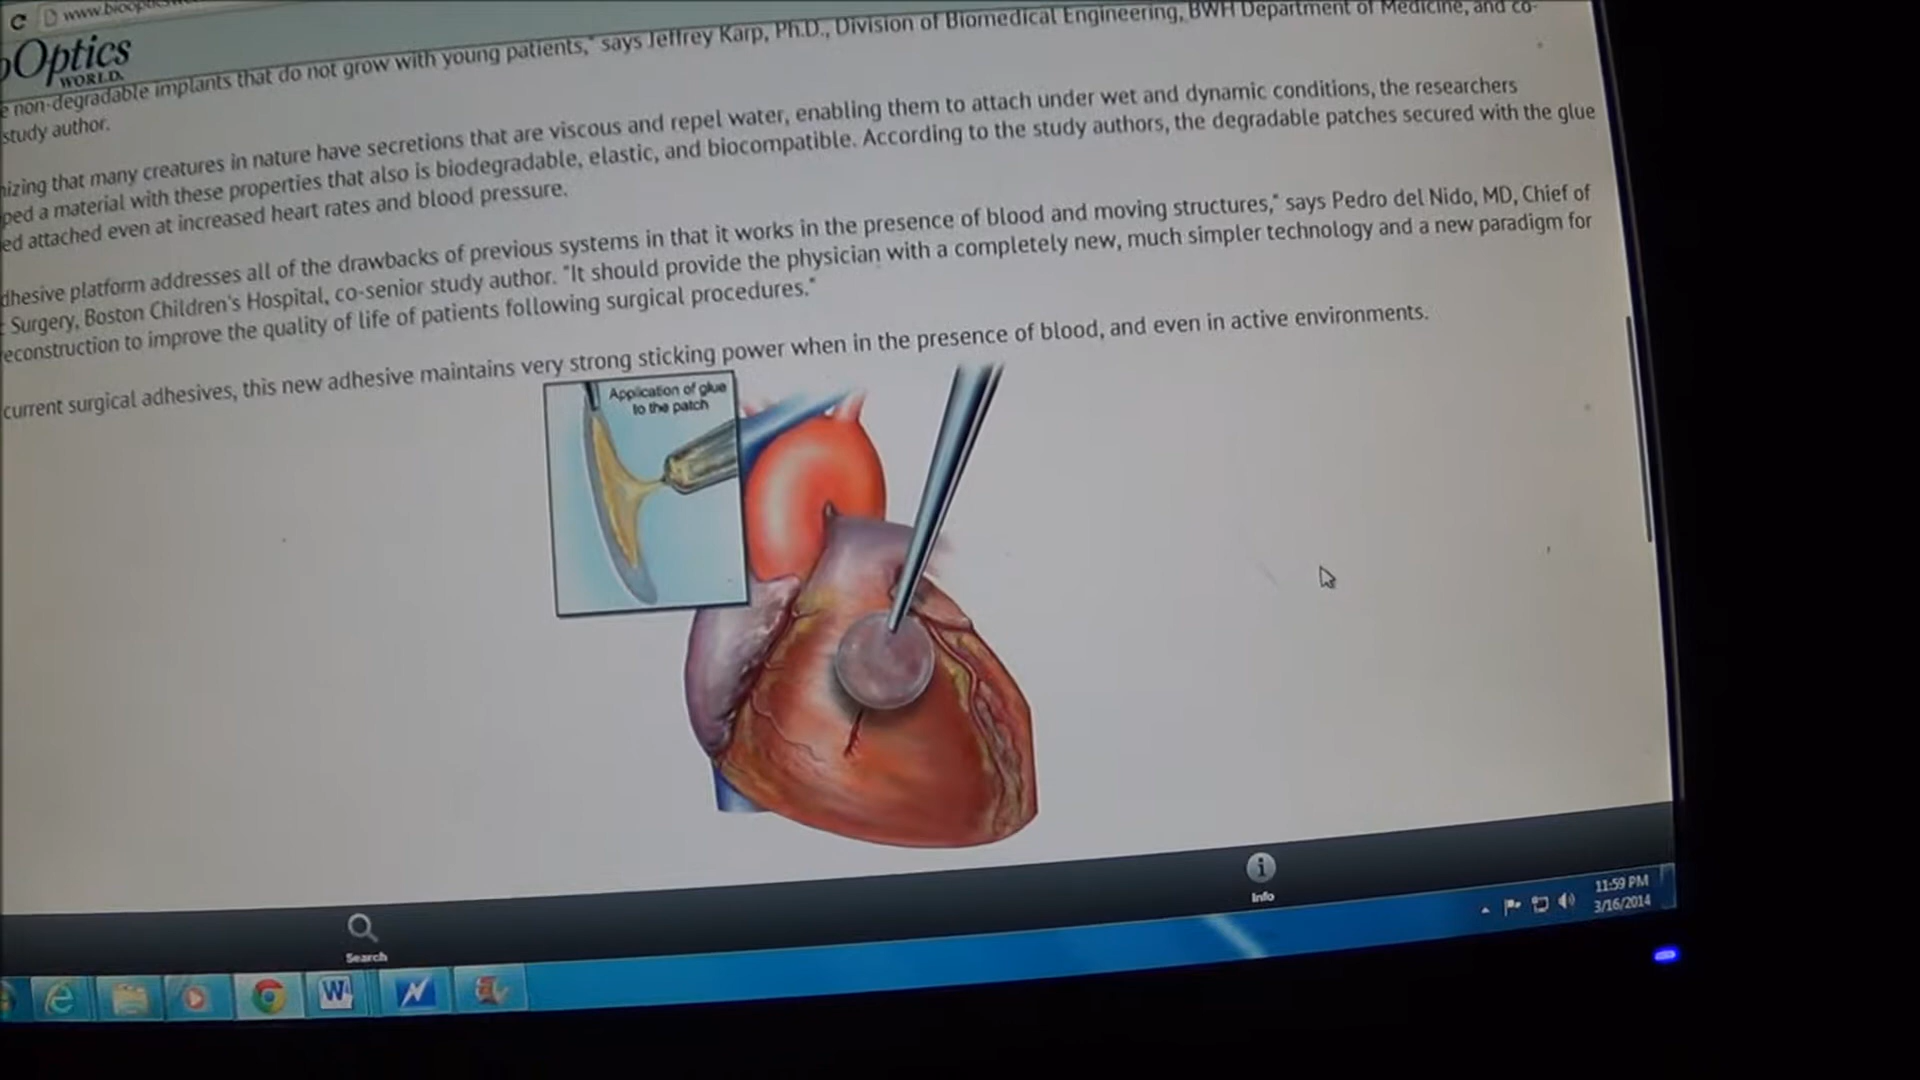 www.bioopticsw
Optics
WORLD.
non-degradable implants that do not grow with young patients," says Jeffrey Karp, Ph.D., Division of Biomedical Engineering, BWH Department of Medicine, and co-
study author.
izing that many creatures in nature have secretions that are viscous and repel water, enabling them to attach under wet and dynamic conditions, the researchers
ped a material with these properties that also is biodegradable, elastic, and biocompatible. According to the study authors, the degradable patches secured with the glue
ed attached even at increased heart rates and blood pressure.
dhesive platform addresses all of the drawbacks of previous systems in that it works in the presence of blood and moving structures," says Pedro del Nido, MD, Chief of
Surgery, Boston Children's Hospital, co-senior study author. "It should provide the physician with a completely new, much simpler technology and a new paradigm for
econstruction to improve the quality of life of patients following surgical procedures."
current surgical adhesives, this new adhesive maintains very strong sticking power when in the presence of blood, and even in active environments.
Application of glue
to the patch
Info
Search
11:59 PM
3/16/2014